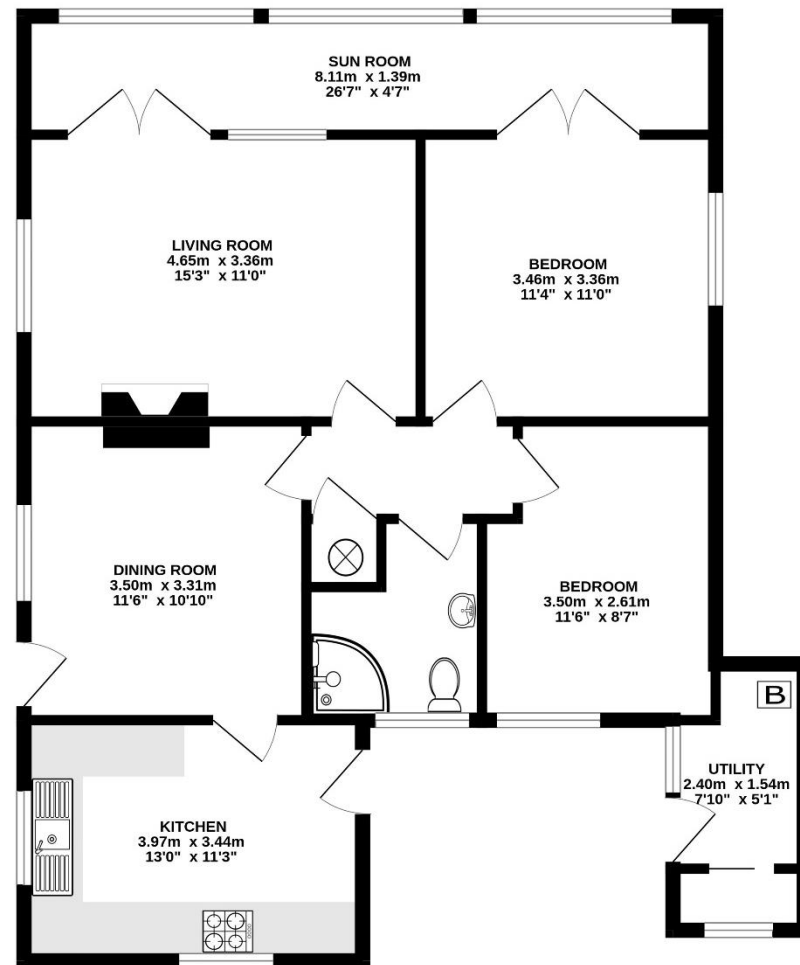 SUN ROOM
8.11m x 1.39m
26'7" x 4'7"
LIVING ROOM
4.65m x 3.36m
15'3" x 11'0"
BEDROOM
3.46m x 3.36m
11'4" x 11'0"
DINING ROOM
3.50m x 3.31m
11'6" x 10'10"
BEDROOM
3.50m x 2.61m
11'6" x 8'7"
B
UTILITY
2.40m x 1.54m
7'10" x 5'1"
KITCHEN
3.97m x 3.44m
13'0" x 11'3"